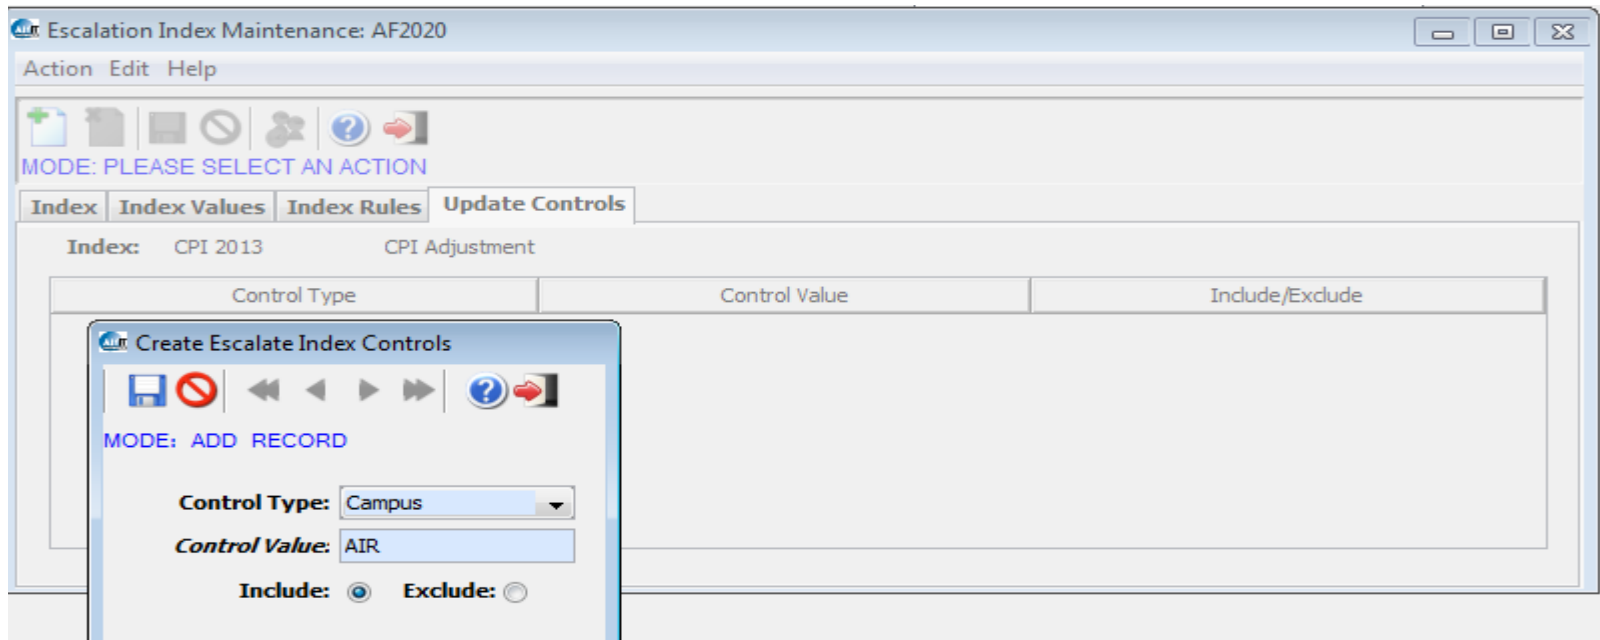 Escalation Index Maintenance: AF2020
Action Edit Help
MODE: PLEASE SELECT AN ACTION
Index Index Values Index Rules Update Controls
Index: CPI 2013 CPI Adjustment
Control Type Control Value Include/Exclude
Create Escalate Index Controls
MODE: ADD RECORD
Control Type: Campus
Control Value: AIR
Include: Exclude: